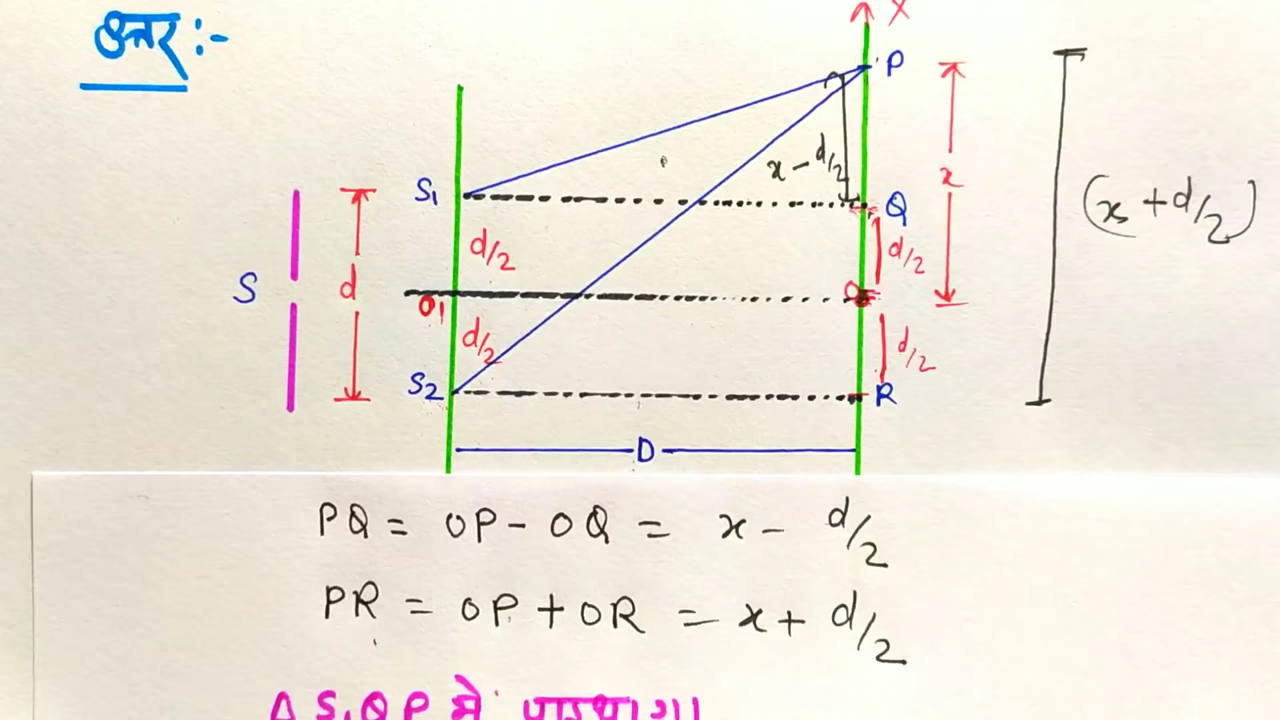 उत्तर :-
X
P
x - d/2
x
(x + d/2)
S1
Q
d/2
d/2
S
d
O1
O
d/2
d/2
S2
R
D
PQ = OP - OQ = x - d/2
PR = OP + OR = x + d/2
Δ S1QP में